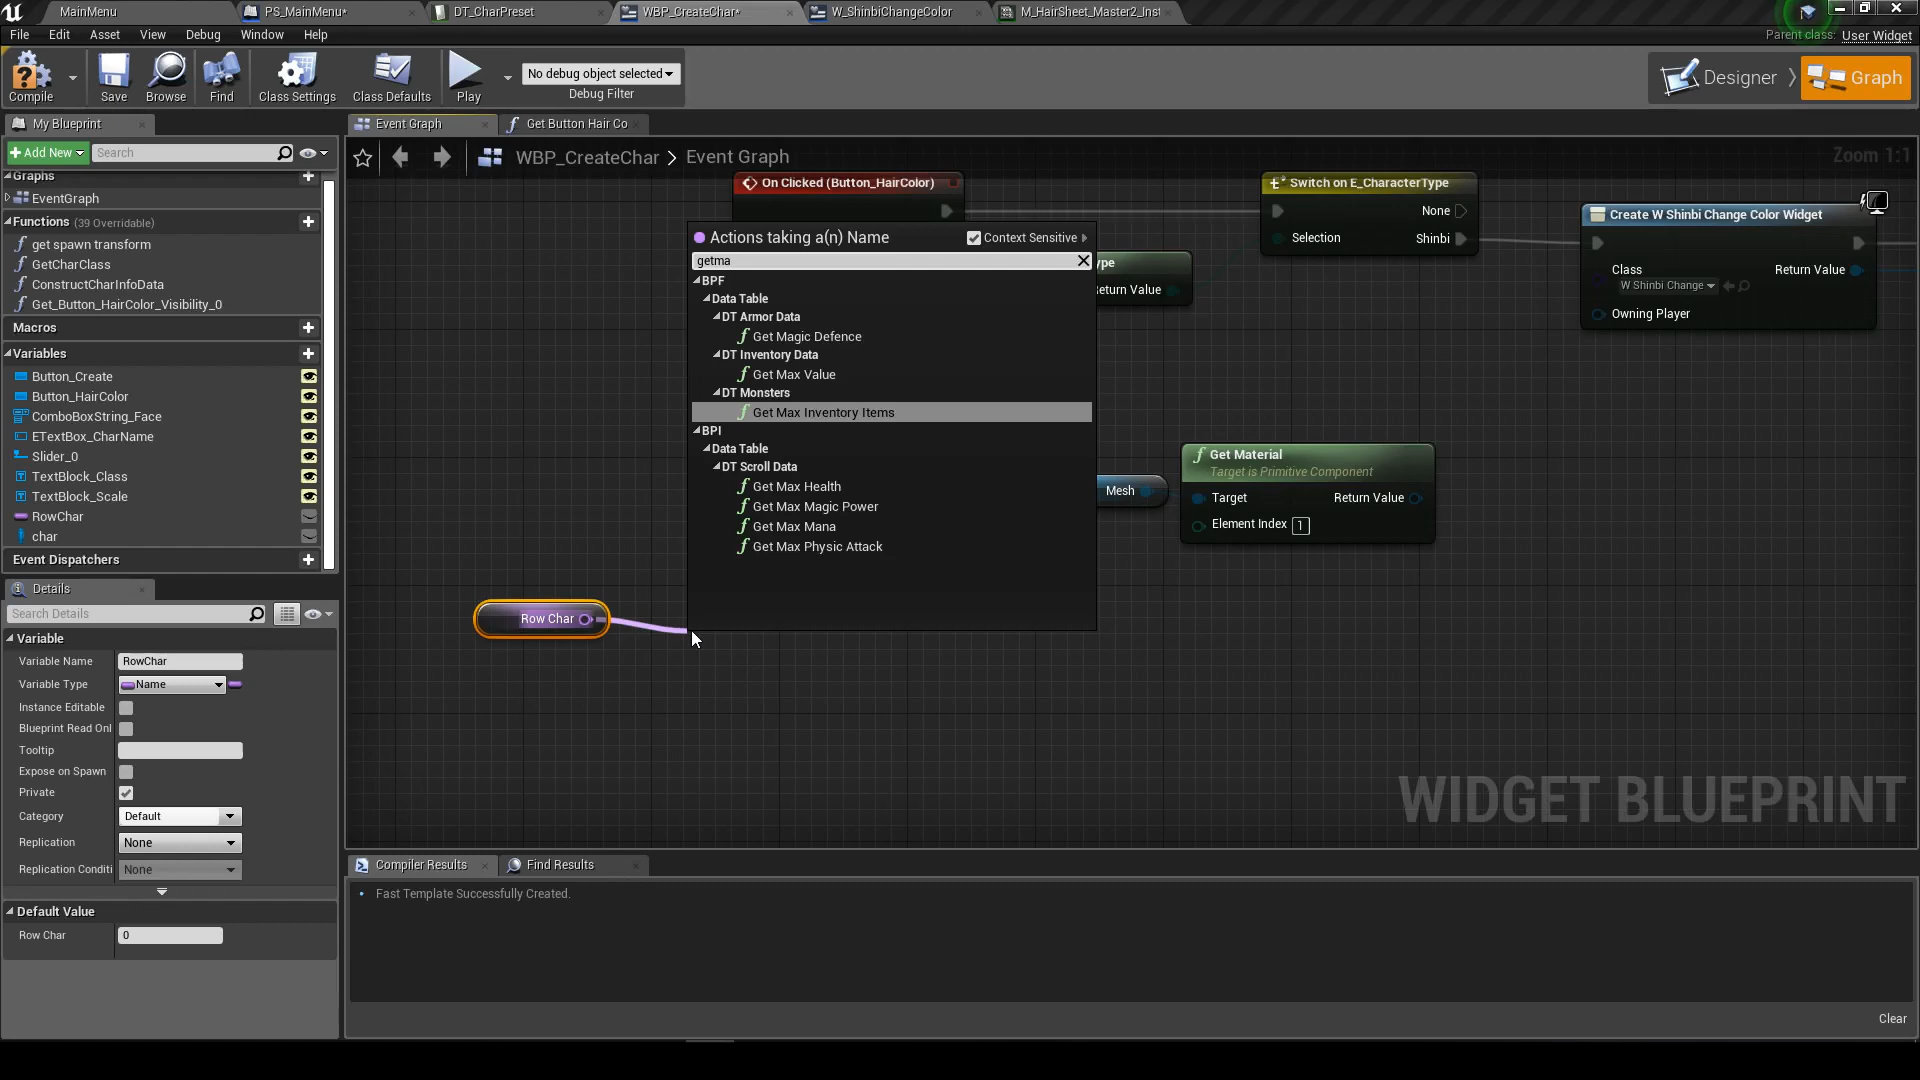 MainMenu
PS_MainMenu*
DT_CharPreset
WBP_CreateChar*
W_ShinbiChangeColor
M_HairSheet_Master2_Inst
File
Edit
Asset
View
Debug
Window
Help
Parent class:
User Widget
Compile
Save
Browse
Find
Class Settings
Class Defaults
Play
No debug object selected
Debug Filter
Designer
Graph
My Blueprint
Event Graph
Get Button Hair Co
Add New
Search
WBP_CreateChar > Event Graph
Zoom 1:1
Graphs
EventGraph
Functions (39 Overridable)
get spawn transform
GetCharClass
ConstructCharInfoData
Get_Button_HairColor_Visibility_0
Macros
Variables
Button_Create
Button_HairColor
ComboBoxString_Face
ETextBox_CharName
Slider_0
TextBlock_Class
TextBlock_Scale
RowChar
char
Event Dispatchers
On Clicked (Button_HairColor)
Switch on E_CharacterType
None
Selection
Shinbi
Create W Shinbi Change Color Widget
Class
W Shinbi Change
Return Value
Owning Player
Actions taking a(n) Name
Context Sensitive
getma
BPF
Data Table
DT Armor Data
Get Magic Defence
DT Inventory Data
Get Max Value
DT Monsters
Get Max Inventory Items
BPI
Data Table
DT Scroll Data
Get Max Health
Get Max Magic Power
Get Max Mana
Get Max Physic Attack
ype
Return Value
Mesh
Get Material
Target is Primitive Component
Target
Return Value
Element Index
1
Row Char
WIDGET BLUEPRINT
Details
Search Details
Variable
Variable Name
RowChar
Variable Type
Name
Instance Editable
Blueprint Read Onl
Tooltip
Expose on Spawn
Private
Category
Default
Replication
None
Replication Conditi
None
Default Value
Row Char
0
Compiler Results
Find Results
Fast Template Successfully Created.
Clear